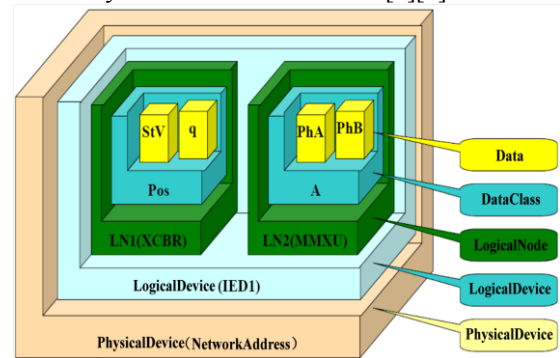 StV
q
PhA
PhB
Pos
A
LN1(XCBR)
LN2(MMXU)
LogicalDevice(IED1)
PhysicalDevice(NetworkAddress)
Data
DataClass
LogicalNode
LogicalDevice
PhysicalDevice